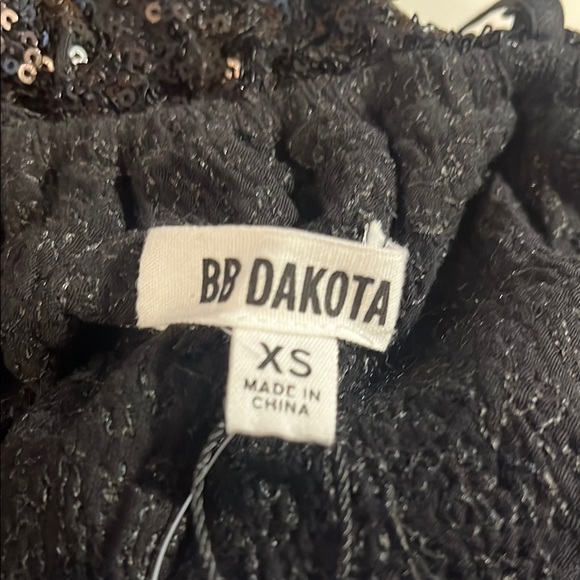 BB DAKOTA
XS
MADE IN
CHINA